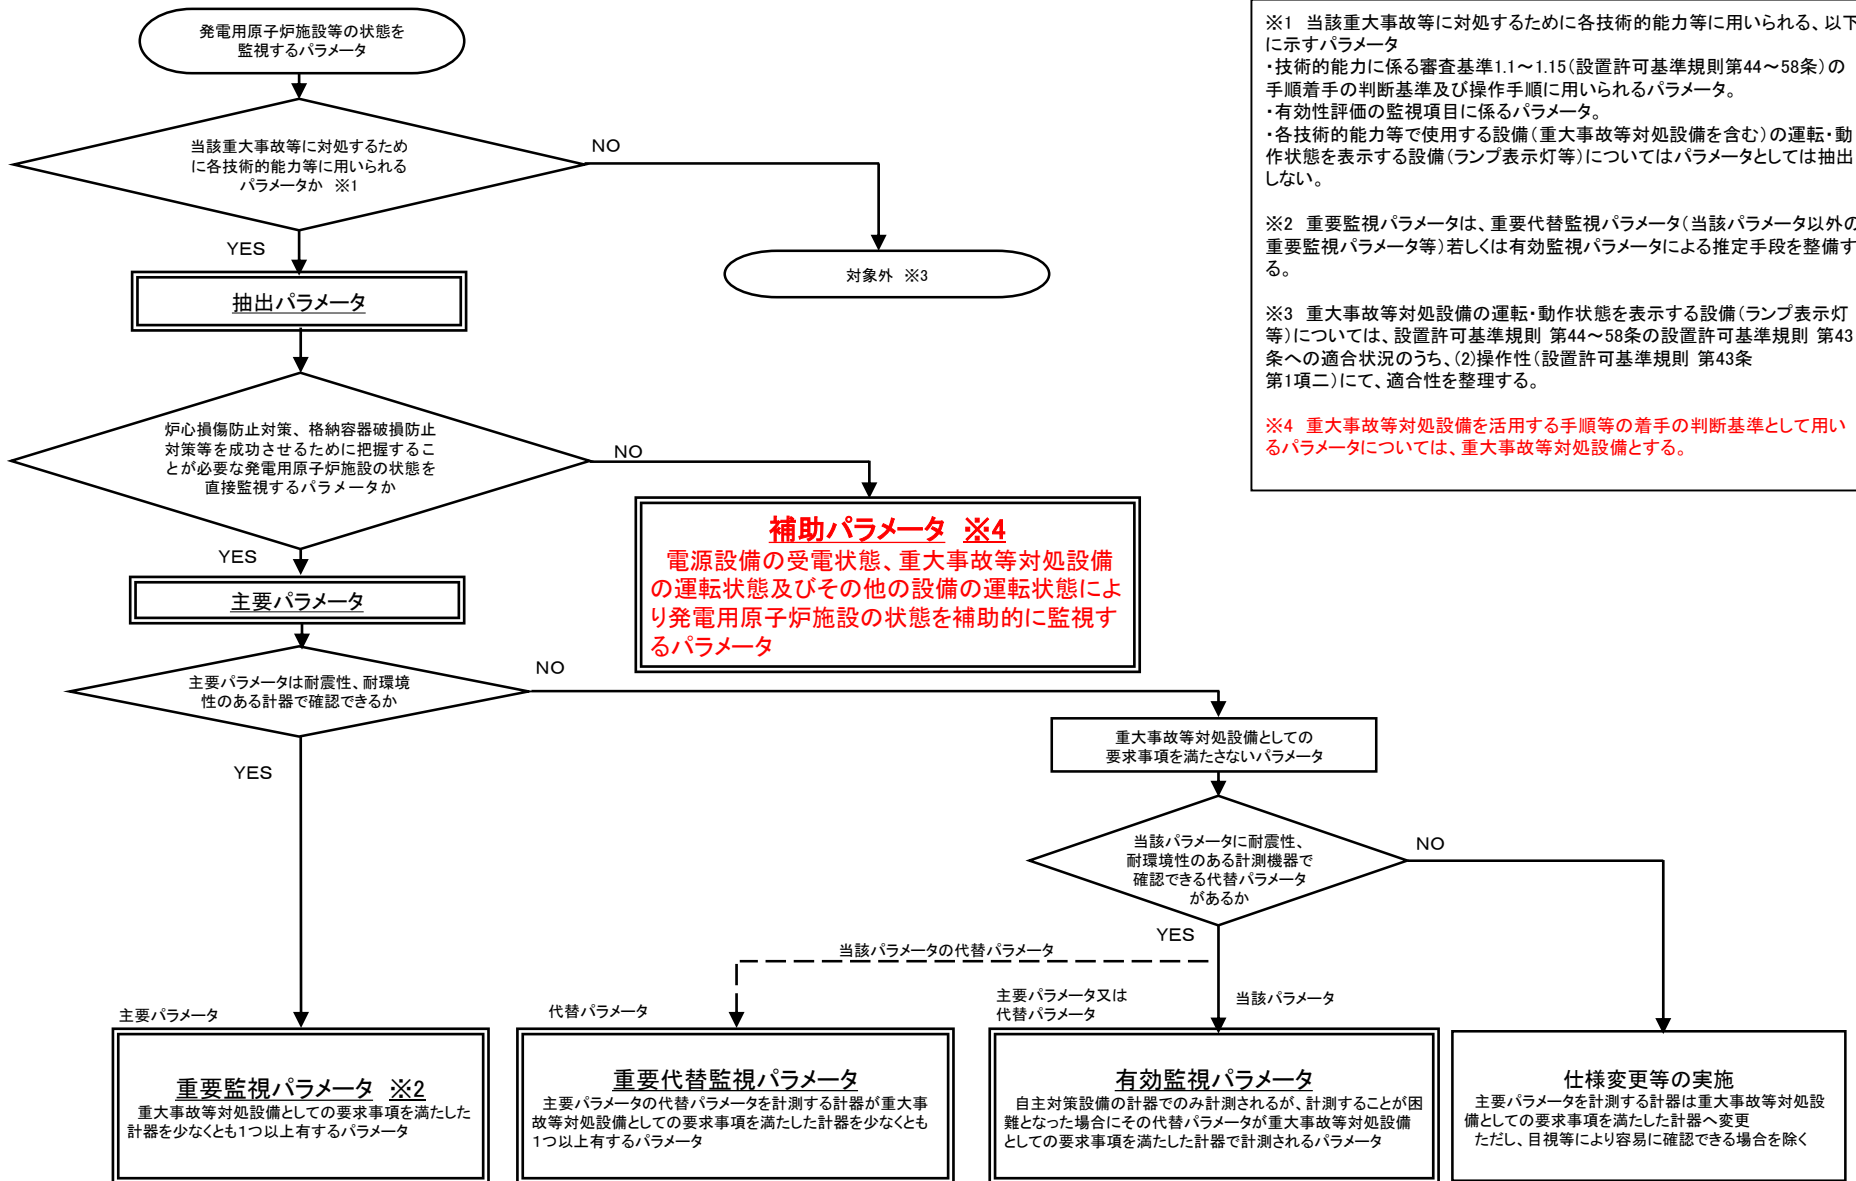 発電用原子炉施設等の状態を
監視するパラメータ
当該重大事故等に対処するため
に各技術的能力等に用いられる
パラメータか ※1
NO
YES
対象外 ※3
抽出パラメータ
炉心損傷防止対策、格納容器破損防止
対策等を成功させるために把握するこ
とが必要な発電用原子炉施設の状態を
直接監視するパラメータか
NO
YES
補助パラメータ ※4
電源設備の受電状態、重大事故等対処設備
の運転状態及びその他の設備の運転状態によ
り発電用原子炉施設の状態を補助的に監視す
るパラメータ
主要パラメータ
主要パラメータは耐震性、耐環境
性のある計器で確認できるか
NO
YES
重大事故等対処設備としての
要求事項を満たさないパラメータ
当該パラメータに耐震性、
耐環境性のある計測機器で
確認できる代替パラメータ
があるか
NO
YES
当該パラメータの代替パラメータ
主要パラメータ
代替パラメータ
主要パラメータ又は
代替パラメータ
当該パラメータ
重要監視パラメータ ※2
重大事故等対処設備としての要求事項を満たした
計器を少なくとも1つ以上有するパラメータ
重要代替監視パラメータ
主要パラメータの代替パラメータを計測する計器が重大事
故等対処設備としての要求事項を満たした計器を少なくとも
1つ以上有するパラメータ
有効監視パラメータ
自主対策設備の計器でのみ計測されるが、計測することが困
難となった場合にその代替パラメータが重大事故等対処設備
としての要求事項を満たした計器で計測されるパラメータ
仕様変更等の実施
主要パラメータを計測する計器は重大事故等対処設
備としての要求事項を満たした計器へ変更
ただし、目視等により容易に確認できる場合を除く
※1 当該重大事故等に対処するために各技術的能力等に用いられる、以下
に示すパラメータ
・技術的能力に係る審査基準1.1～1.15(設置許可基準規則第44～58条)の
手順着手の判断基準及び操作手順に用いられるパラメータ。
・有効性評価の監視項目に係るパラメータ。
・各技術的能力等で使用する設備(重大事故等対処設備を含む)の運転・動
作状態を表示する設備(ランプ表示灯等)についてはパラメータとしては抽出
しない。
※2 重要監視パラメータは、重要代替監視パラメータ(当該パラメータ以外の
重要監視パラメータ等)若しくは有効監視パラメータによる推定手段を整備す
る。
※3 重大事故等対処設備の運転・動作状態を表示する設備(ランプ表示灯
等)については、設置許可基準規則 第44～58条の設置許可基準規則 第43
条への適合状況のうち、(2)操作性(設置許可基準規則 第43条
第1項二)にて、適合性を整理する。
※4 重大事故等対処設備を活用する手順等の着手の判断基準として用い
るパラメータについては、重大事故等対処設備とする。